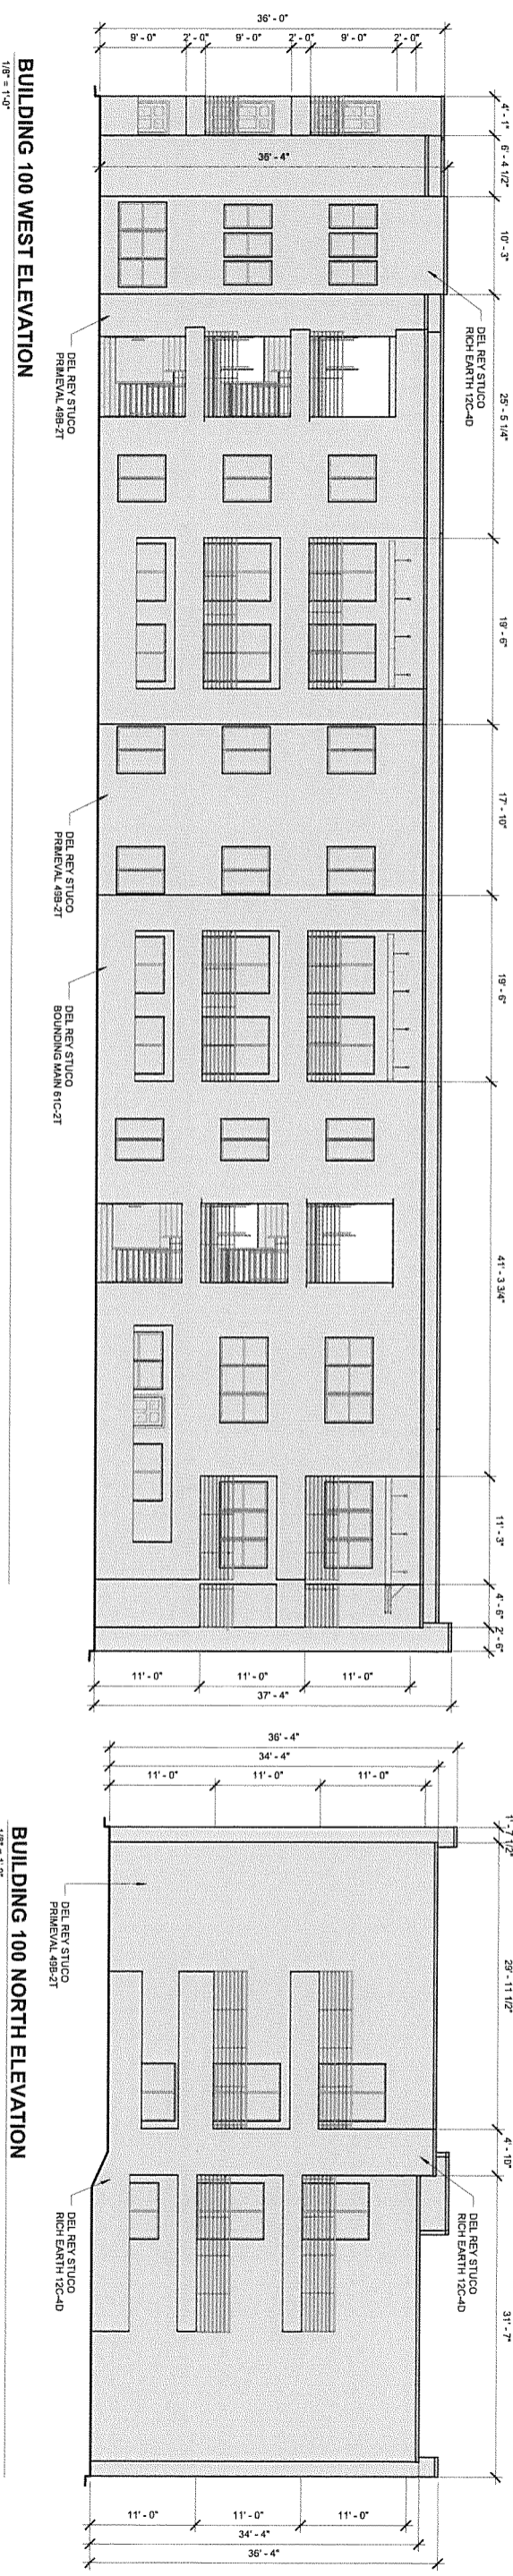 36' - 0"
9' - 0"
2' - 0"
9' - 0"
2' - 0"
9' - 0"
2' - 0"
4' - 1"
6' - 4 1/2"
10' - 3"
25' - 5 1/4"
19' - 6"
17' - 10"
19' - 6"
41' - 3 3/4"
11' - 3"
4' - 6"
2' - 6"
36' - 4"
DEL REY STUCO
RICH EARTH 12C-4D
DEL REY STUCO
PRIMEVAL 49B-2T
DEL REY STUCO
PRIMEVAL 49B-2T
DEL REY STUCO
BOUNDING MAIN 61C-2T
11' - 0"
11' - 0"
11' - 0"
37' - 4"
BUILDING 100 WEST ELEVATION
1/8" = 1'-0"
36' - 4"
34' - 4"
11' - 0"
11' - 0"
11' - 0"
1' - 7 1/2"
29' - 11 1/2"
4' - 10"
31' - 7"
DEL REY STUCO
RICH EARTH 12C-4D
DEL REY STUCO
PRIMEVAL 49B-2T
DEL REY STUCO
RICH EARTH 12C-4D
11' - 0"
11' - 0"
11' - 0"
34' - 4"
36' - 4"
BUILDING 100 NORTH ELEVATION